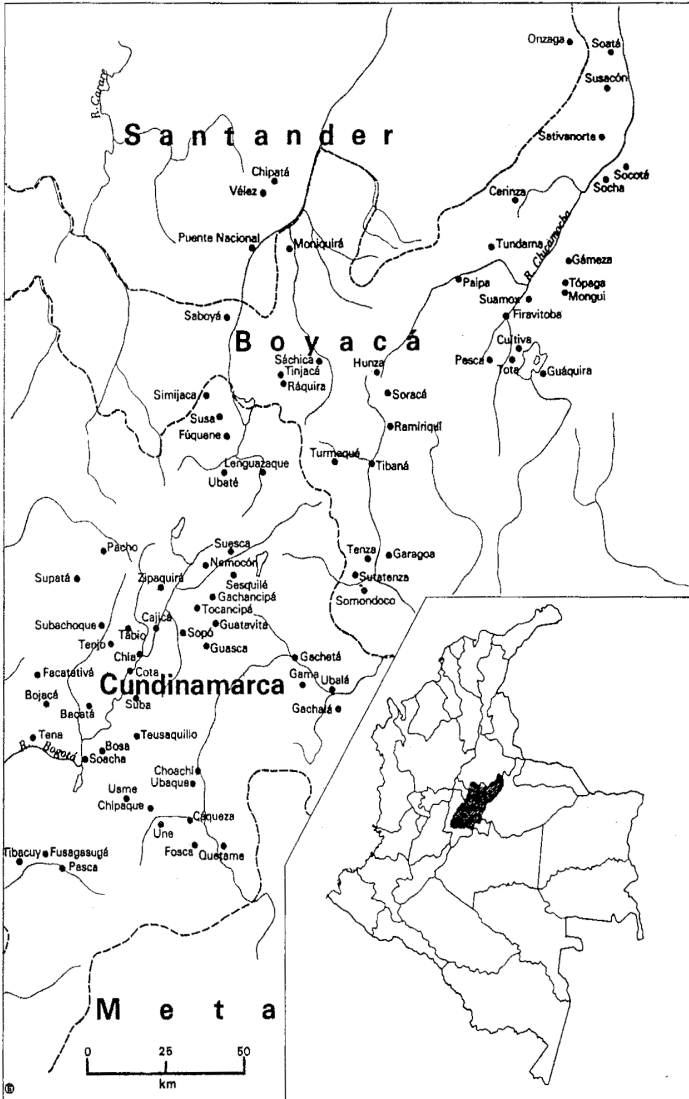 Onzaga
Soatá
Susacón
R. Carare
Santander
Sativanorte
Chipatá
Vélez
Socotá
Socha
Cerinza
Puente Nacional
Moniquirá
Tundama
R. Chicamocha
Gámeza
Paipa
Tópaga
Mongui
Suamox
Firavitoba
Saboyá
Boyacá
Cuitiva
Sáchica
Tinjacá
Ráquira
Hunza
Pesca
Tota
Guáquira
Simijaca
Soracá
Susa
Fúquene
Ramiriquí
Lenguazaque
Ubaté
Turmequé
Tibaná
Pacho
Suesca
Nemocón
Tenza
Garagoa
Supatá
Zipaquirá
Sesquilé
Sutatenza
Gachancipá
Somondoco
Tocancipá
Subachoque
Tabio
Cajicá
Sopó
Guatavita
Tenjo
Chía
Guasca
Gachetá
Facatativá
Cota
Cundinamarca
Gama
Ubalá
Bojacá
Bacatá
Suba
Gachalá
Tena
Teusaquilio
R. Bogotá
Bosa
Soacha
Choachí
Ubaque
Usme
Chipaque
Cáqueza
Une
Fosca
Quetame
Tibacuy
Fusagasugá
Pasca
Meta
0 25 50
km